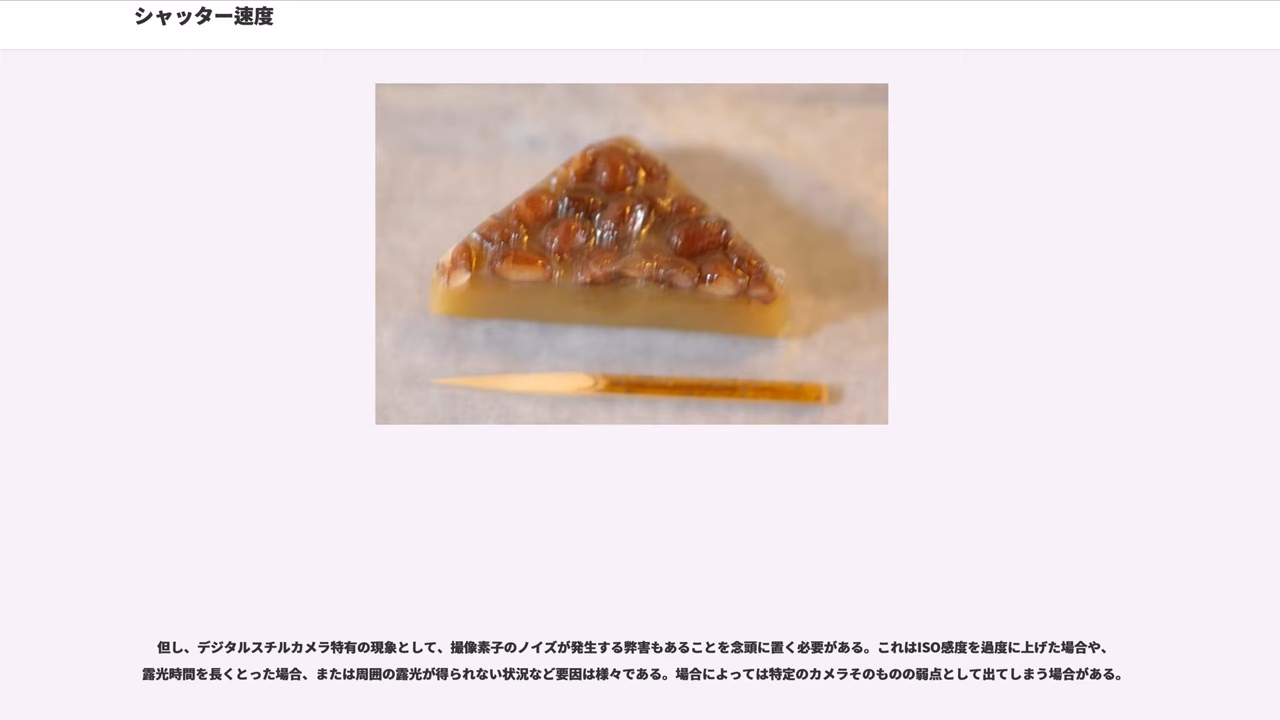 シャッター速度
但し、デジタルスチルカメラ特有の現象として、撮像素子のノイズが発生する弊害もあることを念頭に置く必要がある。これはISO感度を過度に上げた場合や、
露光時間を長くとった場合、または周囲の露光が得られない状況など要因は様々である。場合によっては特定のカメラそのものの弱点として出てしまう場合がある。